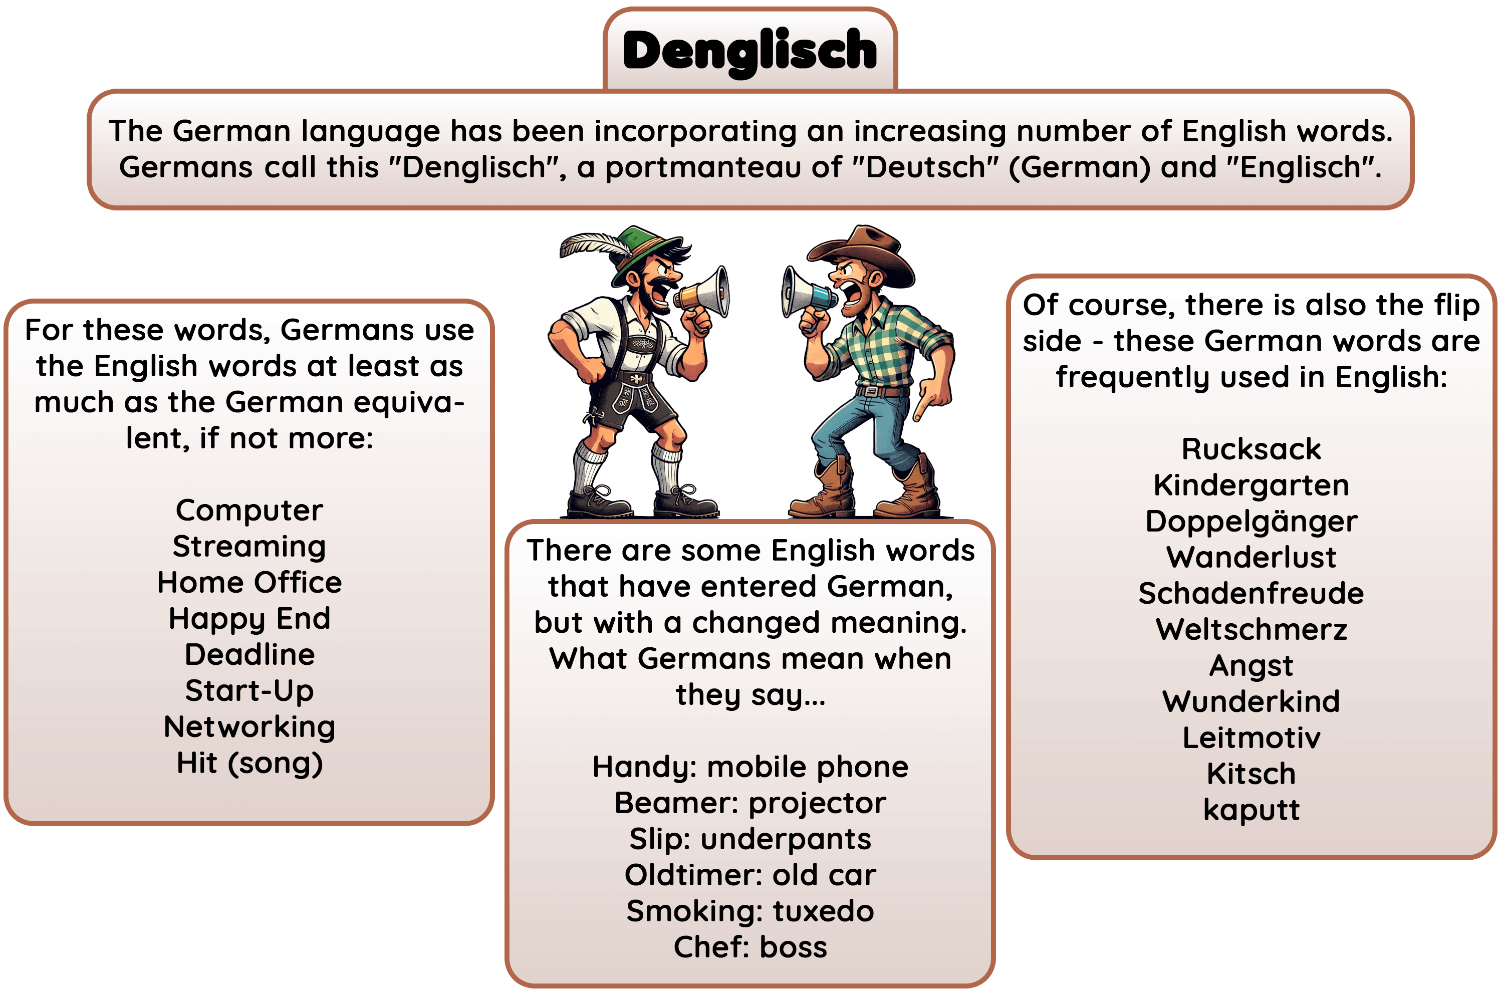 Denglisch
The German language has been incorporating an increasing number of English words.
Germans call this "Denglisch", a portmanteau of "Deutsch" (German) and "Englisch".
For these words, Germans use
the English words at least as
much as the German equiva-
lent, if not more:
Computer
Streaming
Home Office
Happy End
Deadline
Start-Up
Networking
Hit (song)
There are some English words
that have entered German,
but with a changed meaning.
What Germans mean when
they say...
Handy: mobile phone
Beamer: projector
Slip: underpants
Oldtimer: old car
Smoking: tuxedo
Chef: boss
Of course, there is also the flip
side - these German words are
frequently used in English:
Rucksack
Kindergarten
Doppelgänger
Wanderlust
Schadenfreude
Weltschmerz
Angst
Wunderkind
Leitmotiv
Kitsch
kaputt